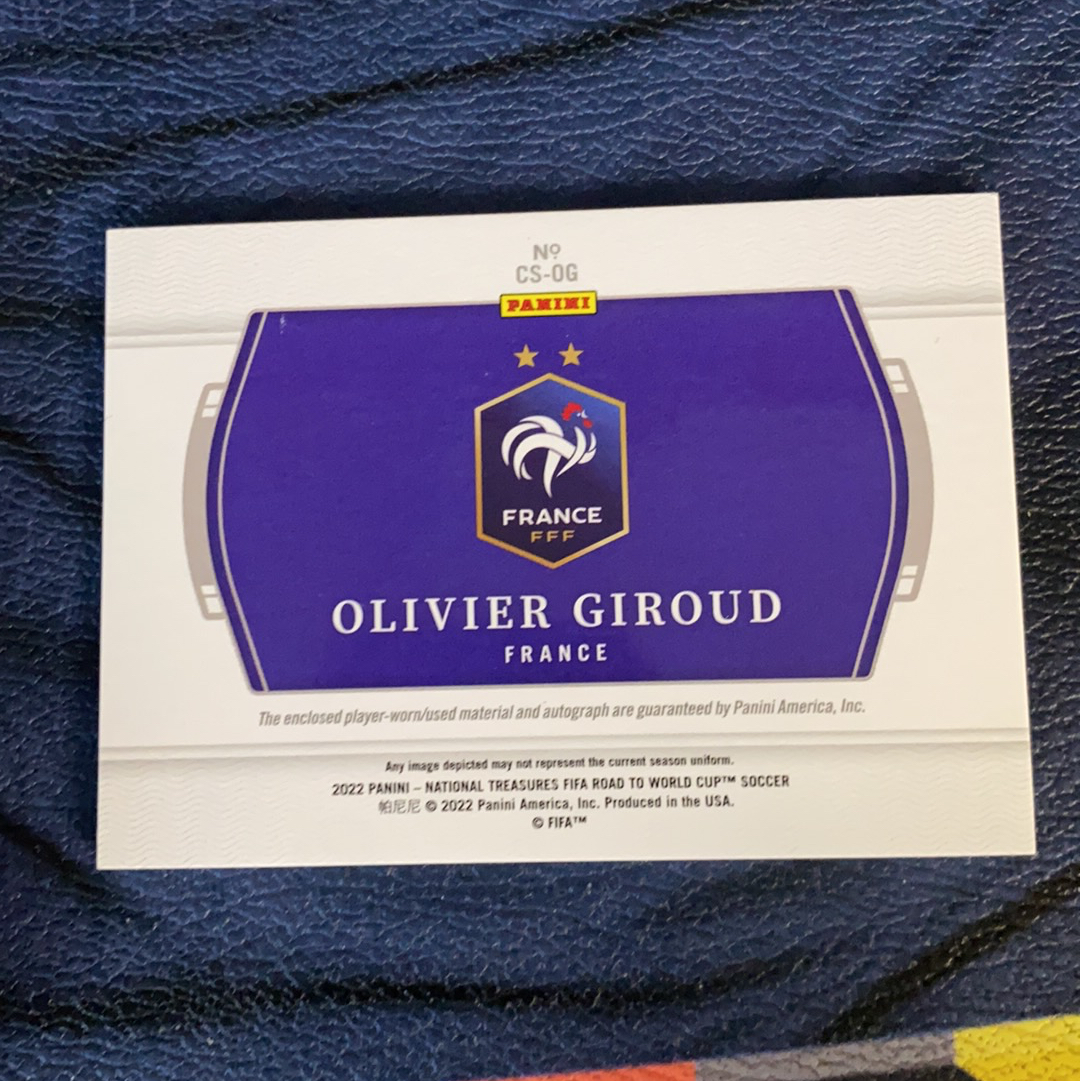 Nº
CS-OG
PANINI
FRANCE
FFF
OLIVIER GIROUD
FRANCE
The enclosed player-worn/used material and autograph are guaranteed by Panini America, Inc.
Any image depicted may not represent the current season uniform.
2022 PANINI – NATIONAL TREASURES FIFA ROAD TO WORLD CUP™ SOCCER
帕尼尼 © 2022 Panini America, Inc. Produced in the USA.
© FIFA™